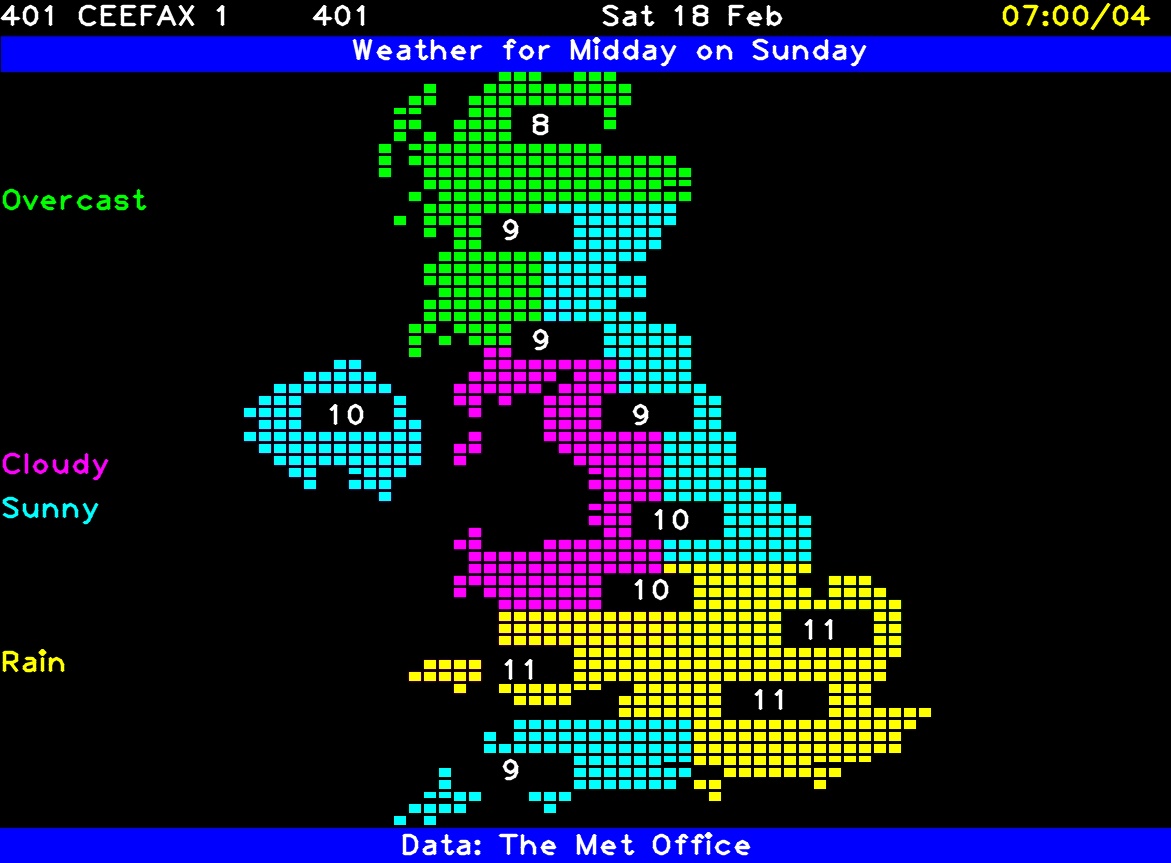 401 CEEFAX 1 401 Sat 18 Feb 07:00/04
Weather for Midday on Sunday
8
Overcast
9
9
10 9
Cloudy
Sunny
10
10
11
Rain
11
11
9
Data: The Met Office